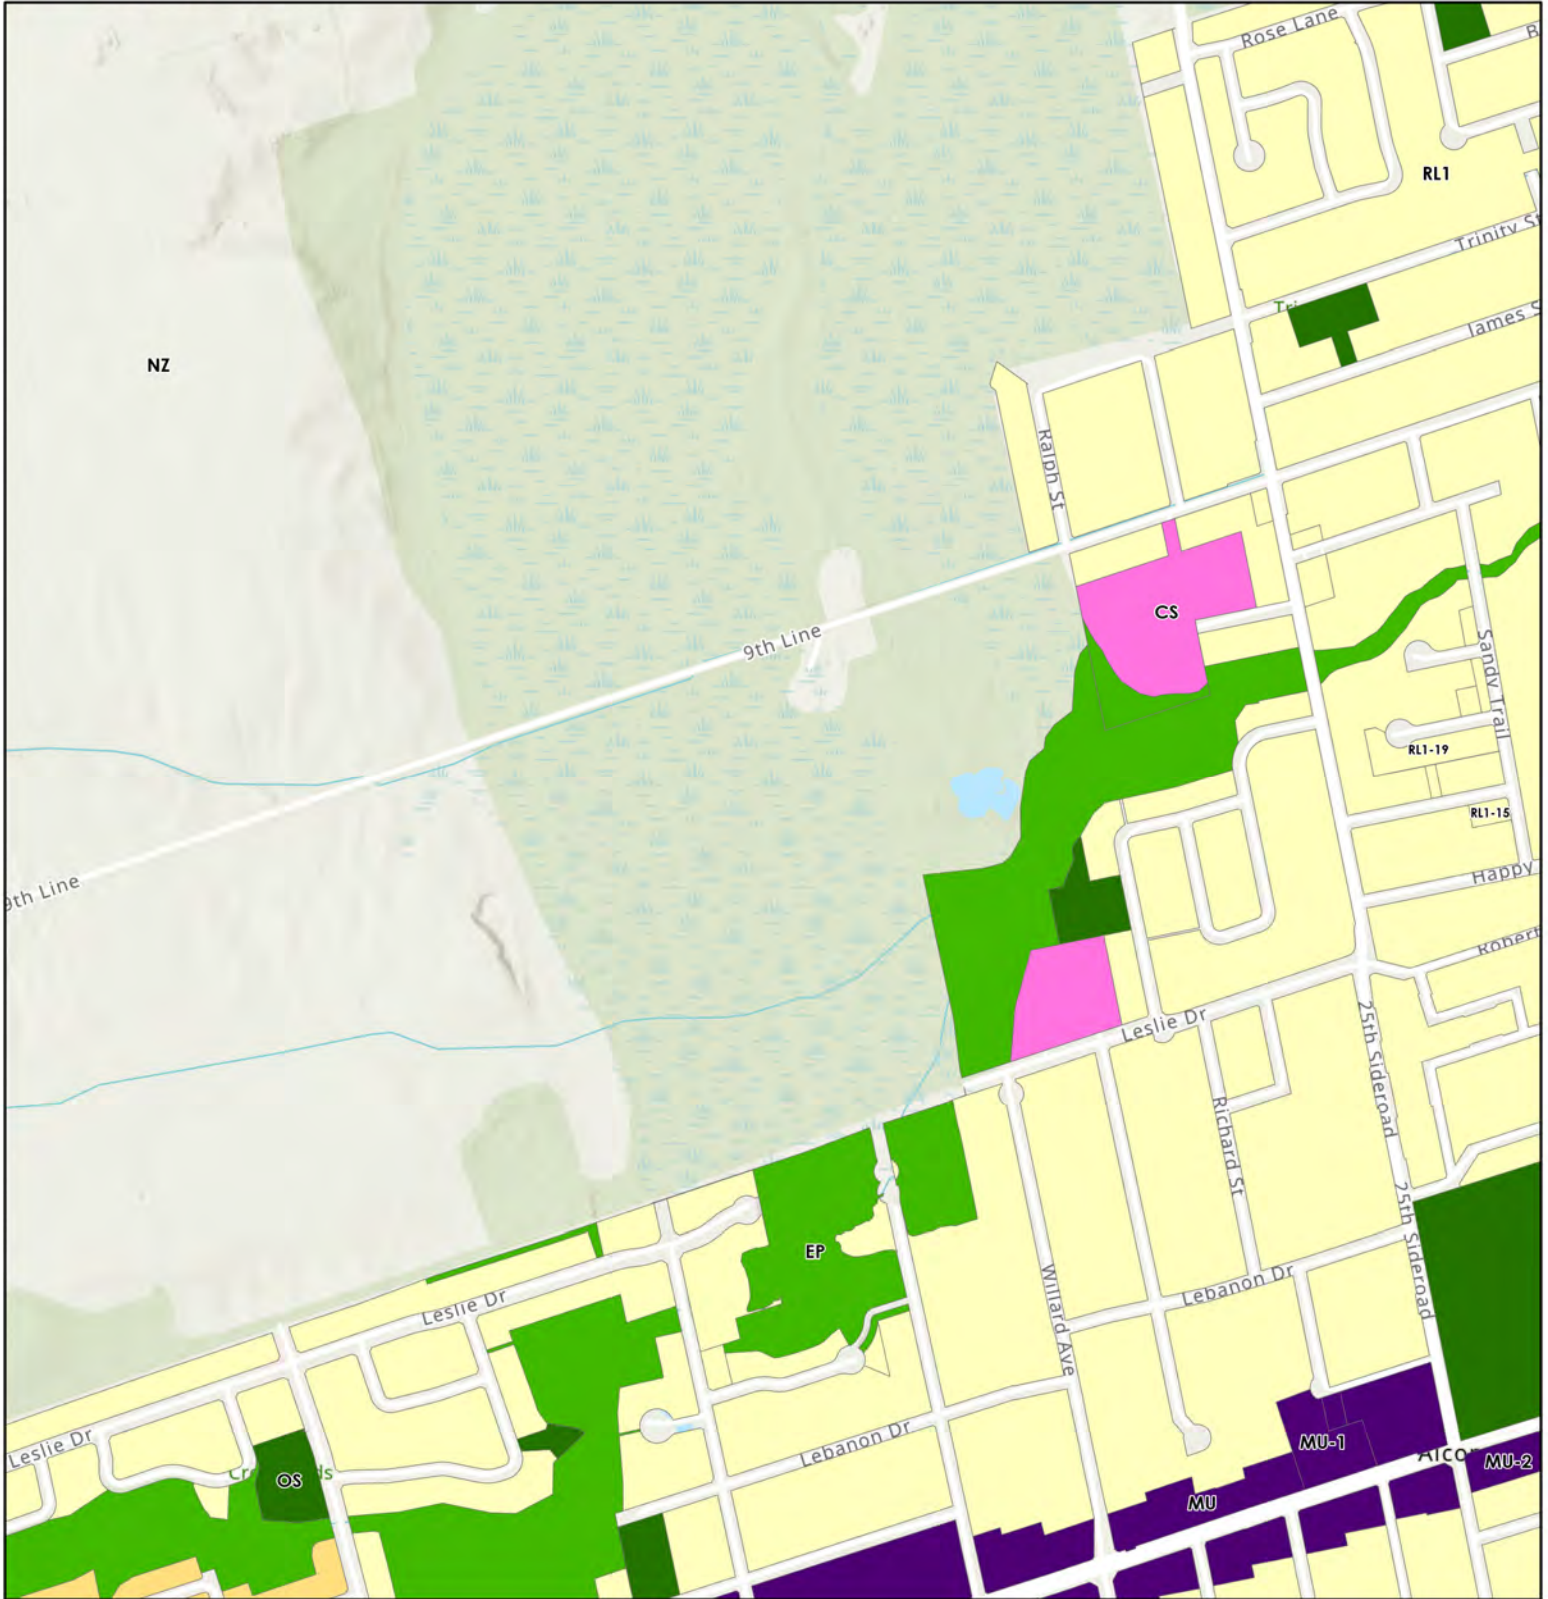 Rose Lane
RL1
Trinity St
James S
NZ
Ralph St
CS
9th Line
Sandy Trail
RL1-19
RL1-15
9th Line
Happy
Robert
Leslie Dr
25th Sideroad
Richard St
25th Sideroad
EP
Willard Ave
Lebanon Dr
Leslie Dr
Leslie Dr
Lebanon Dr
MU-1
MU-2
OS
MU